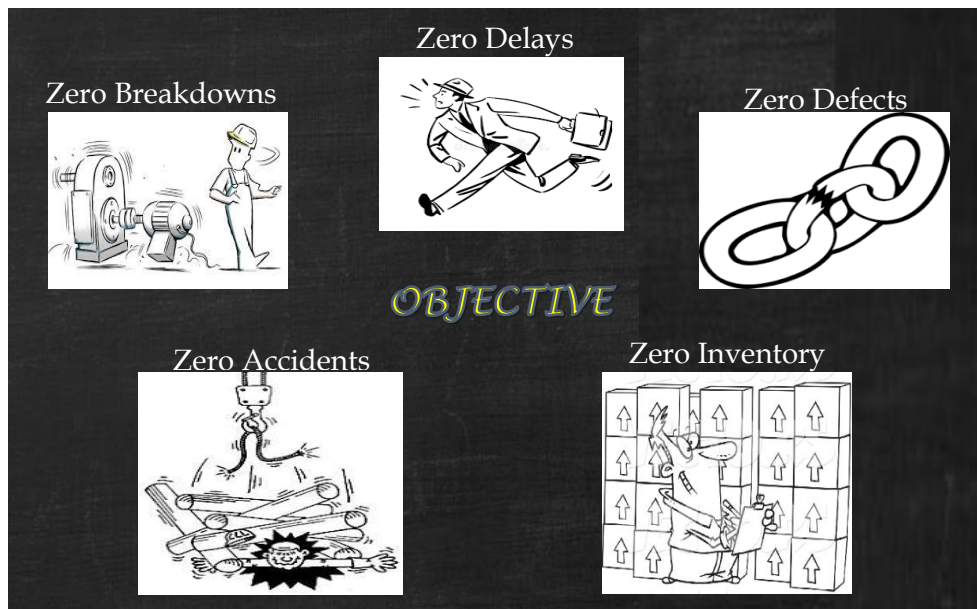 Zero Delays
Zero Breakdowns
Zero Defects
OBJECTIVE
Zero Accidents
Zero Inventory